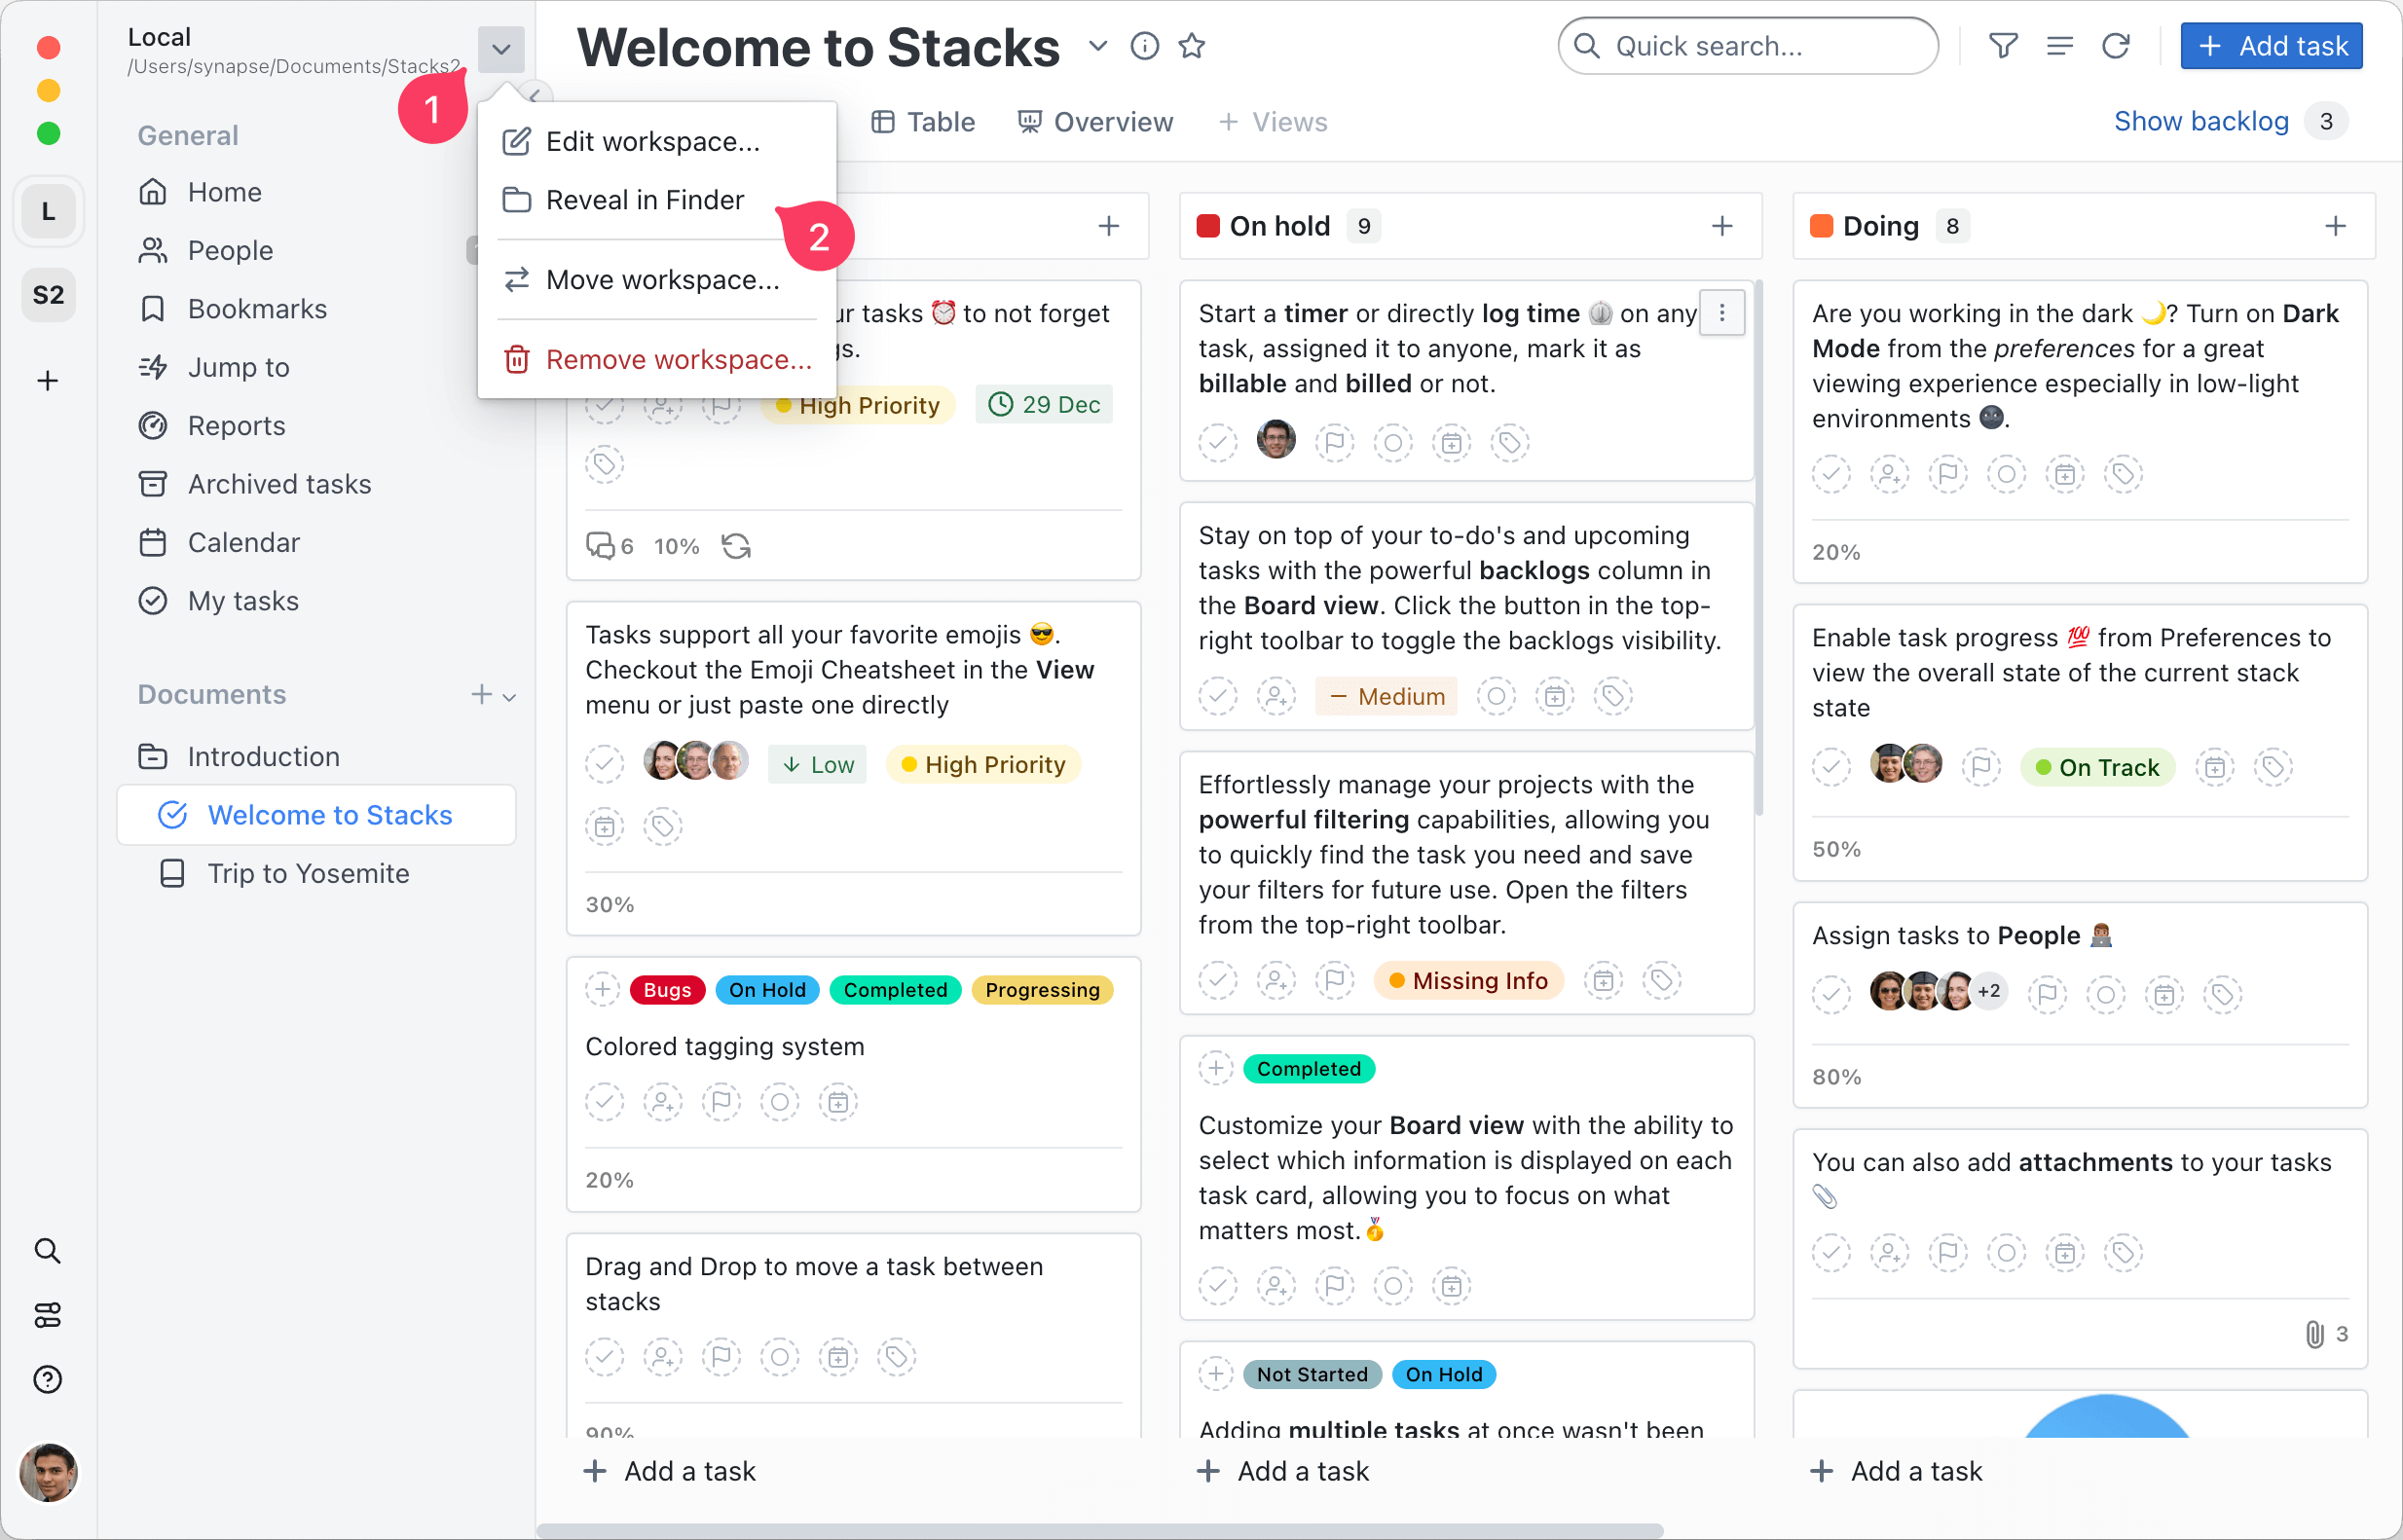 Local
/Users/synapse/Documents/Stacks2
1
L
S2
General
Home
People
Bookmarks
Jump to
Reports
Archived tasks
Calendar
My tasks
Documents
Introduction
Welcome to Stacks
Trip to Yosemite
Edit workspace...
Reveal in Finder
2
Move workspace...
Remove workspace...
Welcome to Stacks
Quick search...
Add task
Table
Overview
Views
Show backlog 3
ur tasks ⏰ to not forget
gs.
High Priority
29 Dec
6 10%
Tasks support all your favorite emojis 😎.
Checkout the Emoji Cheatsheet in the View
menu or just paste one directly
Low
High Priority
30%
Bugs On Hold Completed Progressing
Colored tagging system
20%
Drag and Drop to move a task between
stacks
90%
Add a task
On hold 9
Start a timer or directly log time on any
task, assigned it to anyone, mark it as
billable and billed or not.
Stay on top of your to-do's and upcoming
tasks with the powerful backlogs column in
the Board view. Click the button in the top-
right toolbar to toggle the backlogs visibility.
Medium
Effortlessly manage your projects with the
powerful filtering capabilities, allowing you
to quickly find the task you need and save
your filters for future use. Open the filters
from the top-right toolbar.
Missing Info
Completed
Customize your Board view with the ability to
select which information is displayed on each
task card, allowing you to focus on what
matters most.🥇
Not Started On Hold
Adding multiple tasks at once wasn't been
Add a task
Doing 8
Are you working in the dark 🌙? Turn on Dark
Mode from the preferences for a great
viewing experience especially in low-light
environments 🌚.
20%
Enable task progress 💯 from Preferences to
view the overall state of the current stack
state
On Track
50%
Assign tasks to People
+2
80%
You can also add attachments to your tasks
📎
3
Add a task